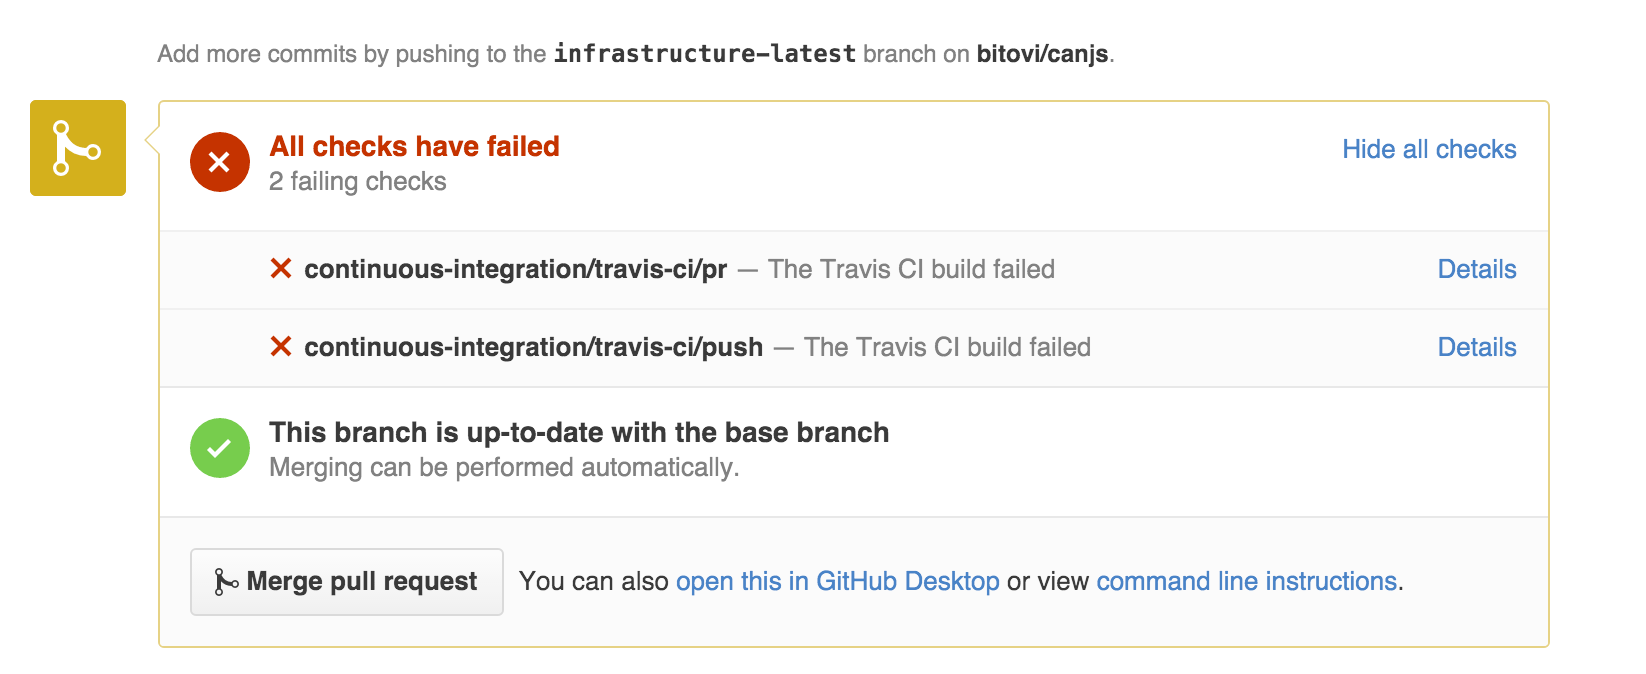 Add more commits by pushing to the infrastructure-latest branch on bitovi/canjs.
All checks have failed
Hide all checks
2 failing checks
continuous-integration/travis-ci/pr — The Travis CI build failed
Details
continuous-integration/travis-ci/push — The Travis CI build failed
Details
This branch is up-to-date with the base branch
Merging can be performed automatically.
Merge pull request
You can also open this in GitHub Desktop or view command line instructions.